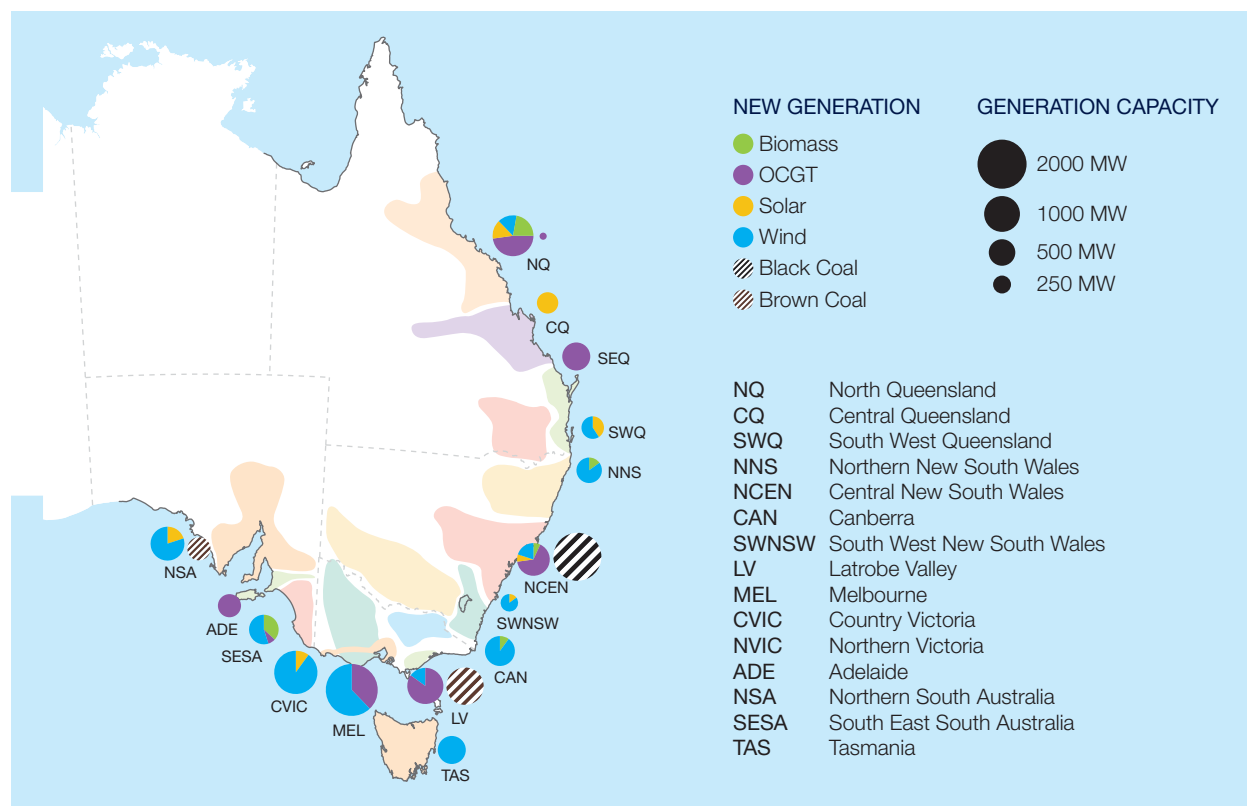 NEW GENERATION
Biomass
OCGT
Solar
Wind
Black Coal
Brown Coal
GENERATION CAPACITY
2000 MW
1000 MW
500 MW
250 MW
NQ
CQ
SEQ
SWQ
NNS
NSA
NCEN
SWNSW
ADE
SESA
CAN
CVIC
LV
MEL
TAS
NQ North Queensland
CQ Central Queensland
SWQ South West Queensland
NNS Northern New South Wales
NCEN Central New South Wales
CAN Canberra
SWNSW South West New South Wales
LV Latrobe Valley
MEL Melbourne
CVIC Country Victoria
NVIC Northern Victoria
ADE Adelaide
NSA Northern South Australia
SESA South East South Australia
TAS Tasmania